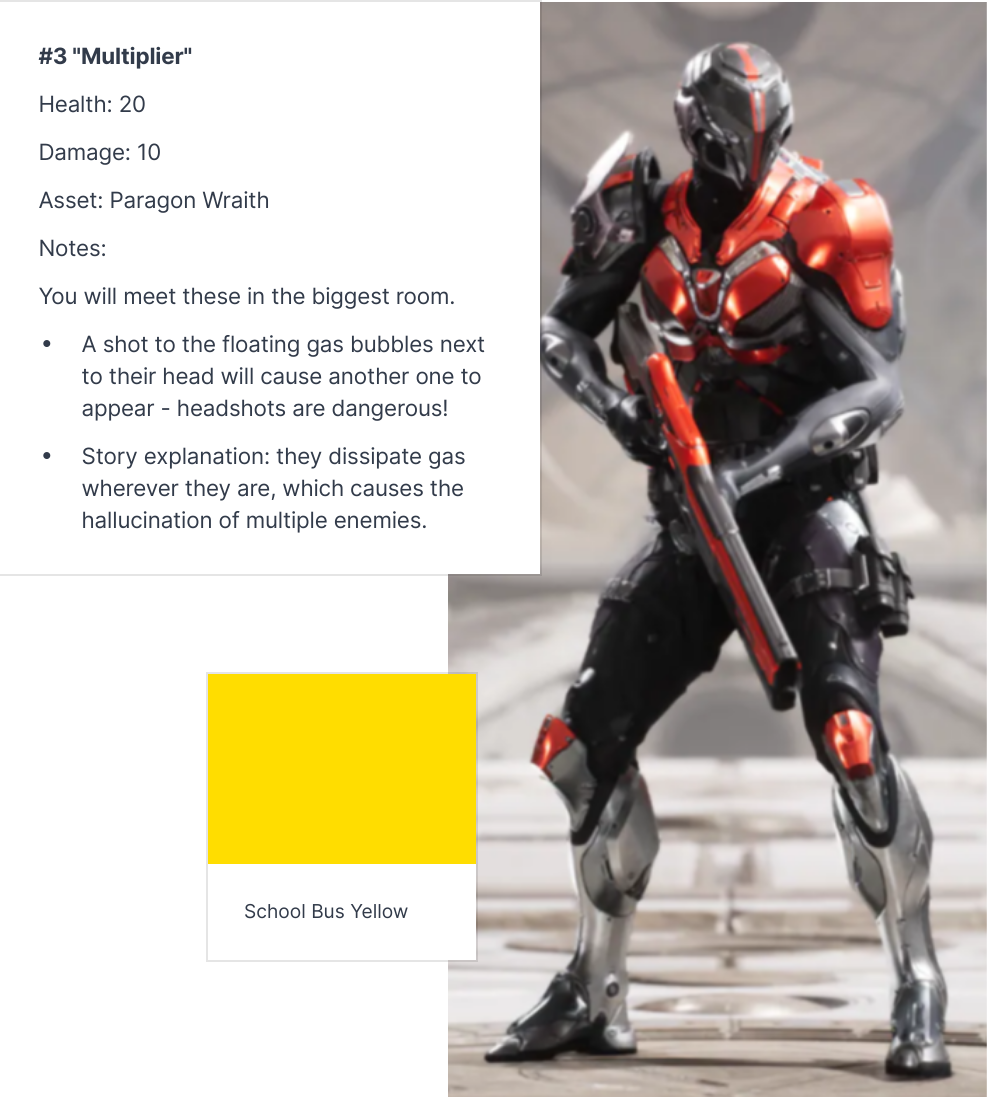 #3 "Multiplier"
Health: 20
Damage: 10
Asset: Paragon Wraith
Notes:
You will meet these in the biggest room.
• A shot to the floating gas bubbles next
to their head will cause another one to
appear - headshots are dangerous!
• Story explanation: they dissipate gas
wherever they are, which causes the
hallucination of multiple enemies.
School Bus Yellow